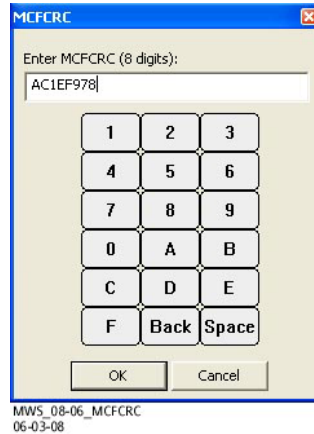 MCFCRC
Enter MCFCRC (8 digits):
AC1EF978
1 2 3
4 5 6
7 8 9
0 A B
C D E
F Back Space
OK Cancel
MWS_08-06_MCFCRC
06-03-08